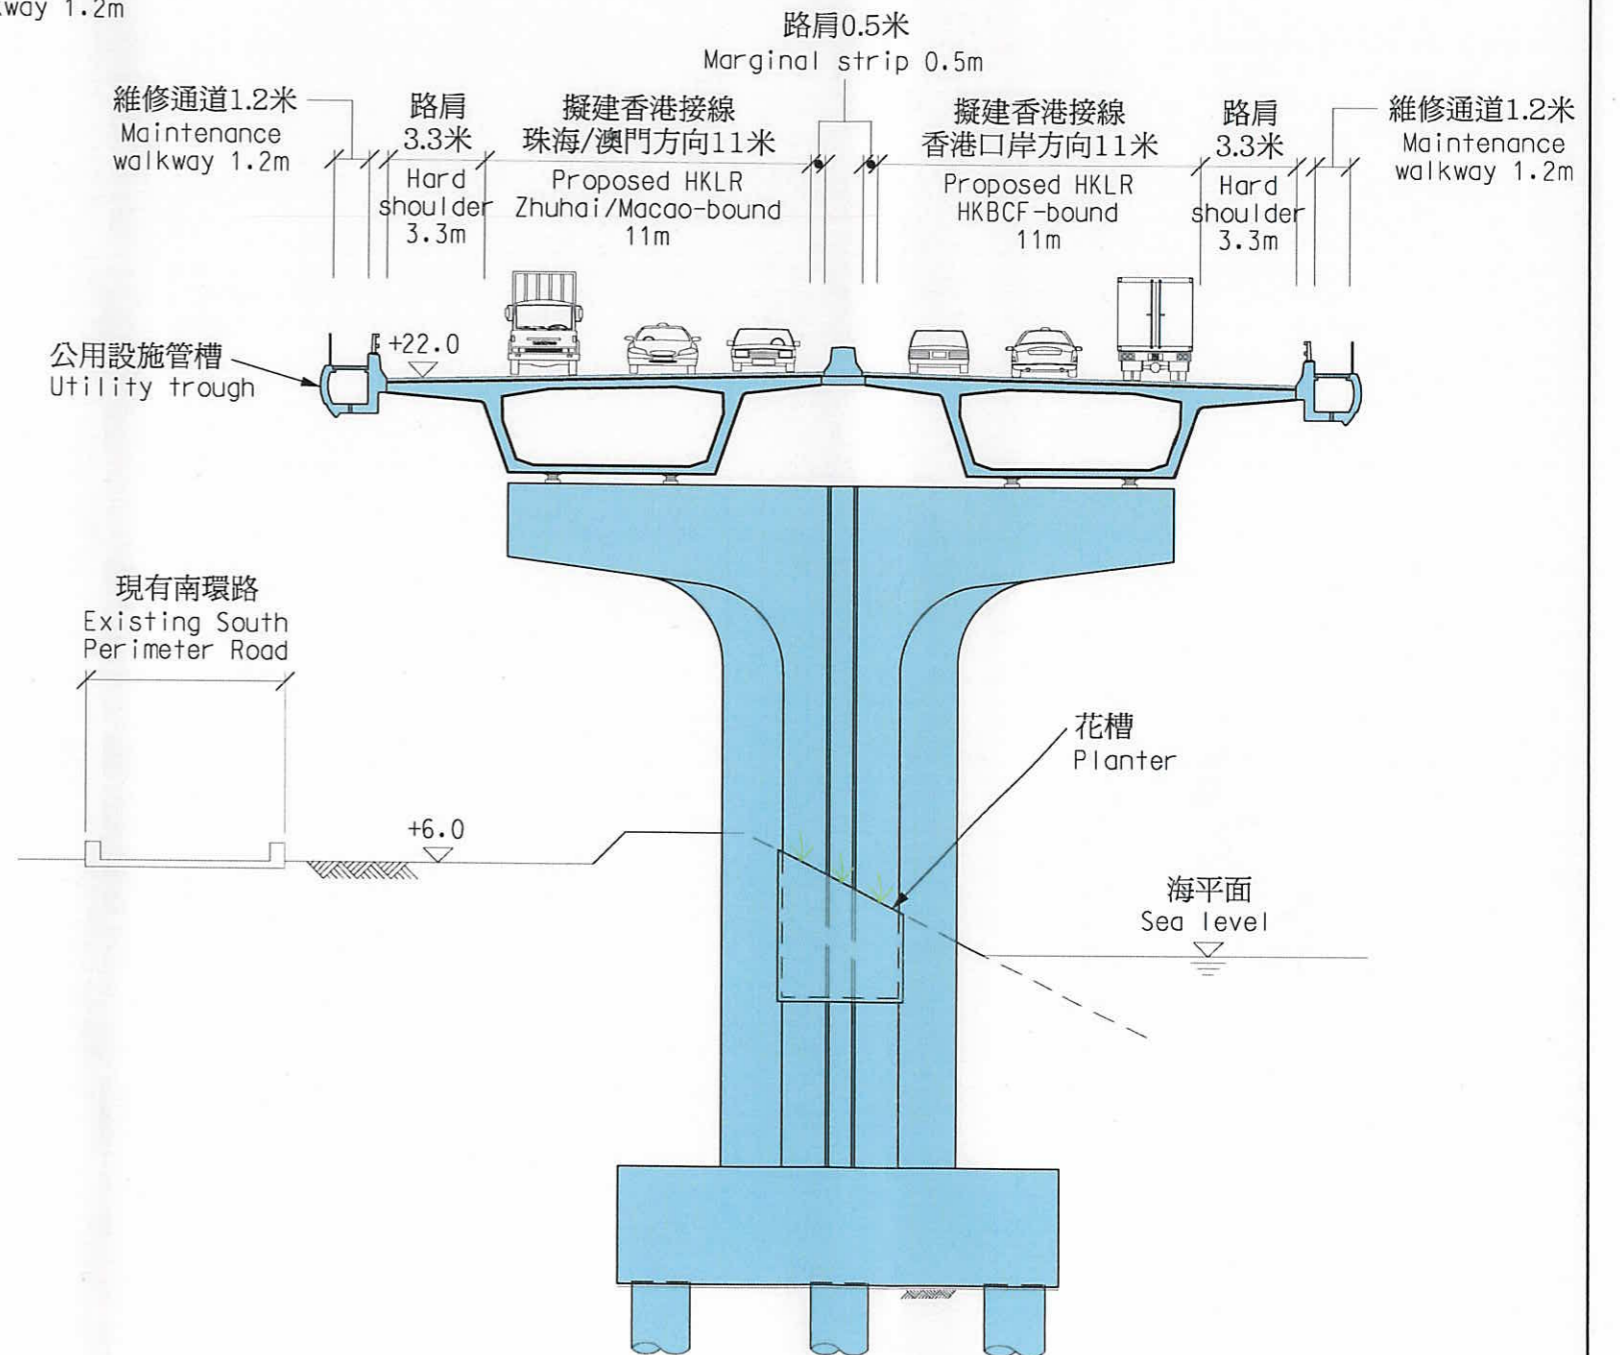 way 1.2m
路肩0.5米
Marginal strip 0.5m
維修通道1.2米
Maintenance
walkway 1.2m
路肩
3.3米
Hard
shoulder
3.3m
擬建香港接線
珠海/澳門方向11米
Proposed HKLR
Zhuhai/Macao-bound
11m
擬建香港接線
香港口岸方向11米
Proposed HKLR
HKBCF-bound
11m
路肩
3.3米
Hard
shoulder
3.3m
維修通道1.2米
Maintenance
walkway 1.2m
公用設施管槽
Utility trough
+22.0
現有南環路
Existing South
Perimeter Road
花槽
Planter
+6.0
海平面
Sea level